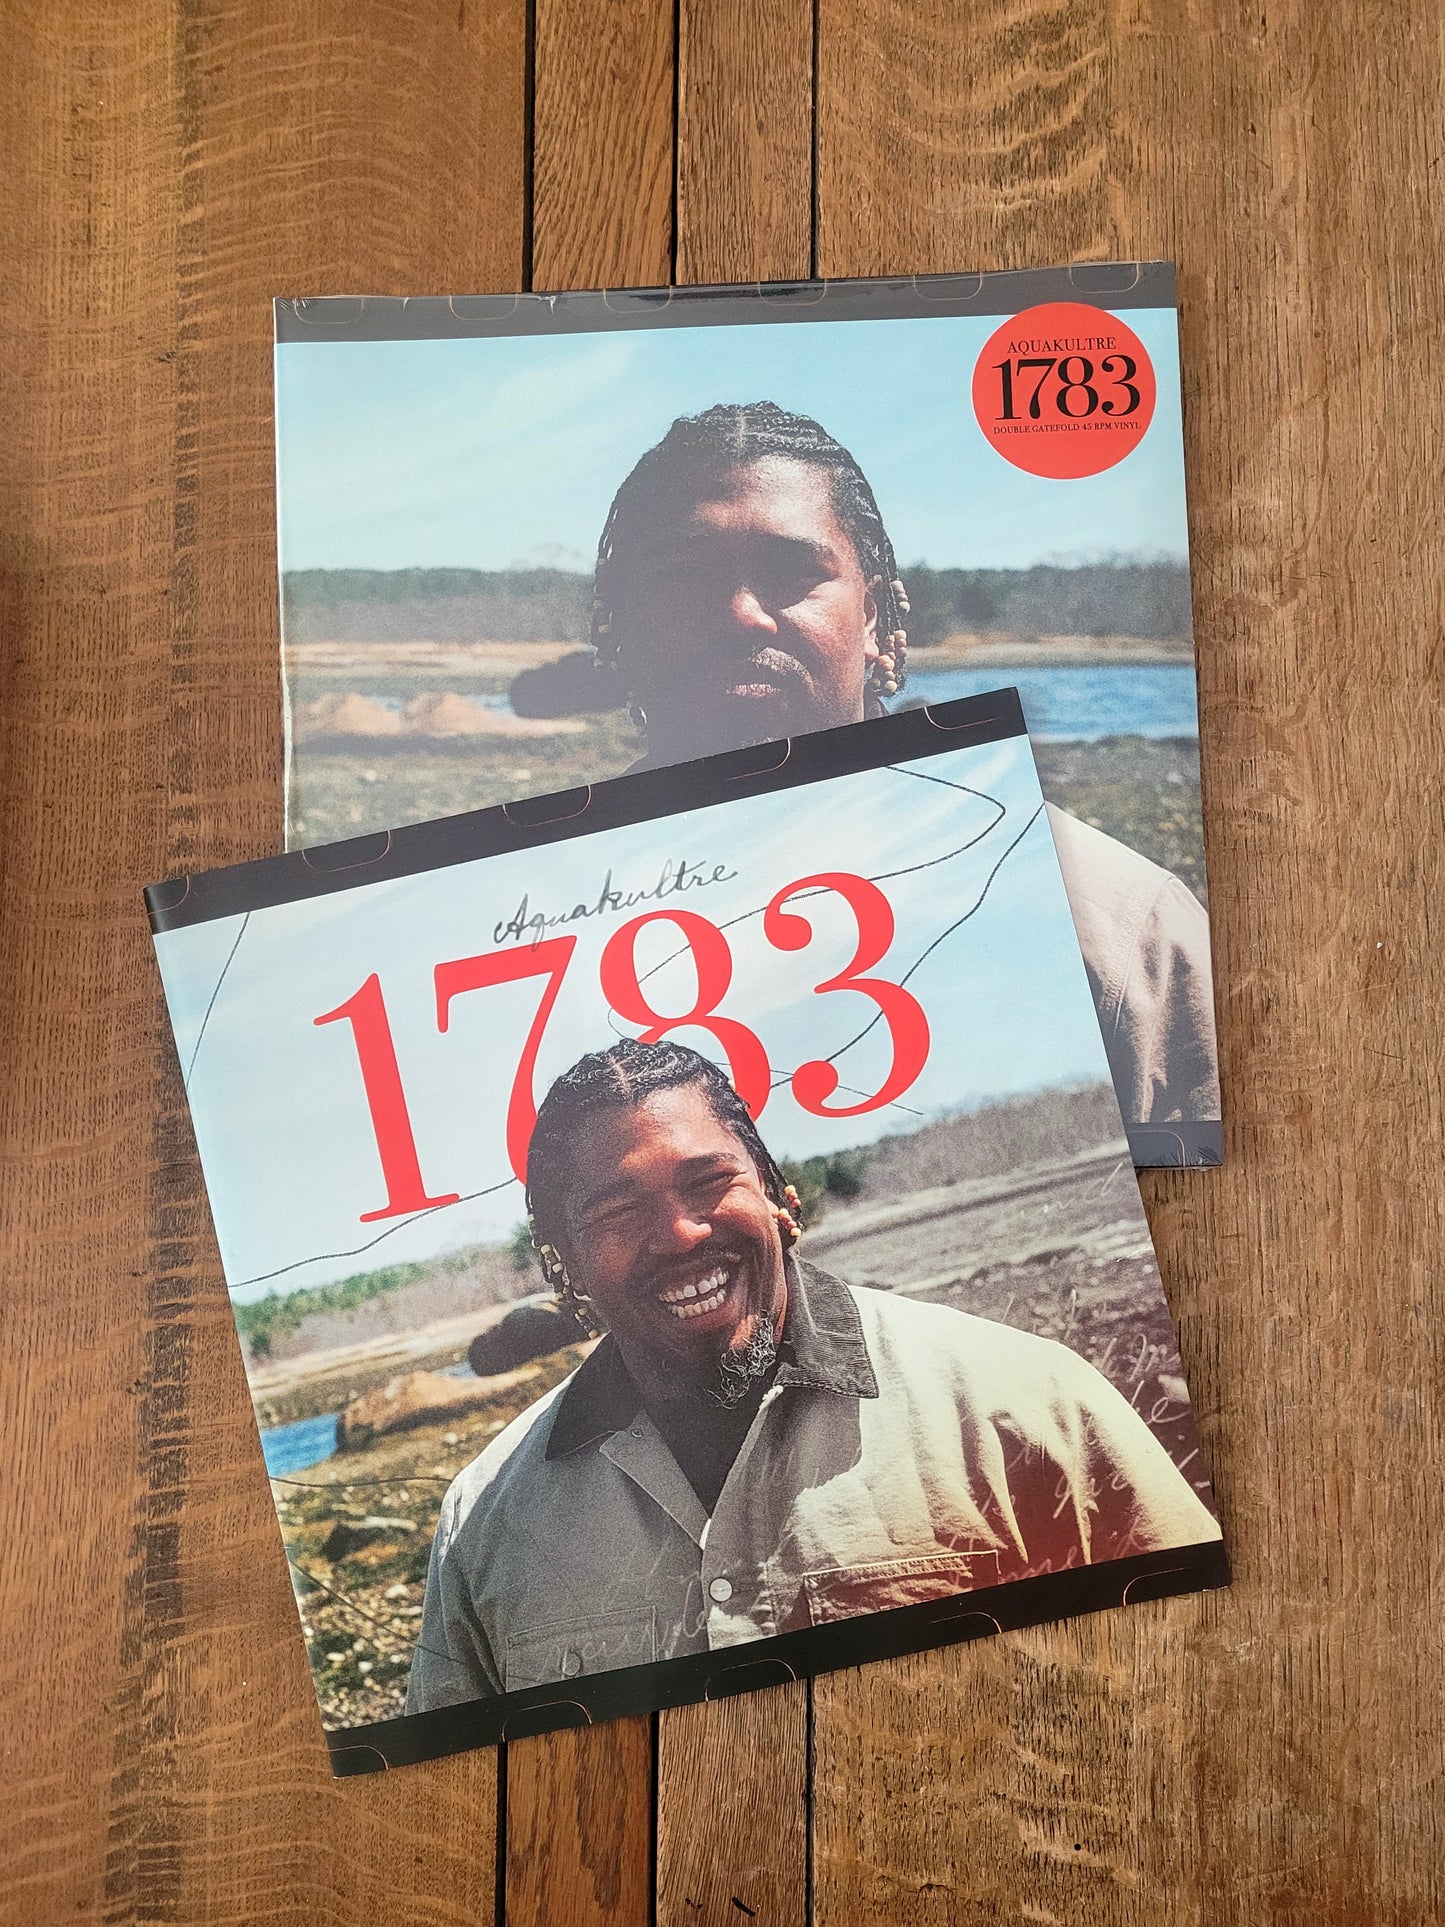 AQUAKULTRE
1783
DOUBLE GATEFOLD 45 RPM VINYL
Aquakultre
1783